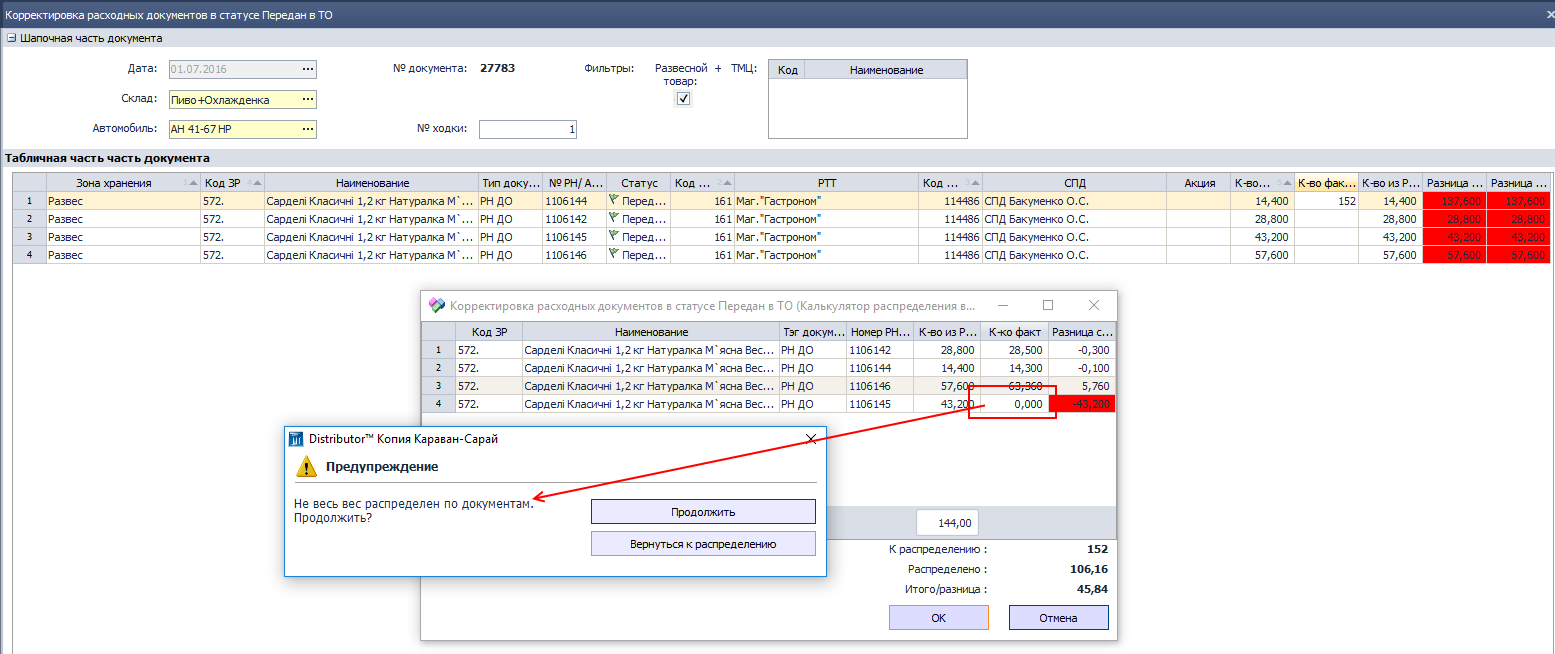 Корректировка расходных документов в статусе Передан в ТО
Шапочная часть документа
Дата: 01.07.2016 ... № документа: 27783 Фильтры: Развесной + товар: ТМЦ: Код Наименование
Склад: Пиво+Охлажденка ...
Автомобиль: АН 41-67 НР ... № ходки: 1
Табличная часть часть документа
Зона хранения 1 Код ЗР 4 Наименование Тип доку... № РН/ А... Статус Код ... 2 РТТ Код ... 3 СПД Акция К-во... 5 К-во фак... К-во из Р... Разница ... Разница ...
1 Развес 572. Сарделі Класичні 1,2 кг Натуралка М`... РН ДО 1106144 Перед... 161 Маг."Гастроном" 114486 СПД Бакуменко О.С. 14,400 152 14,400 137,600 137,600
2 Развес 572. Сарделі Класичні 1,2 кг Натуралка М`... РН ДО 1106142 Перед... 161 Маг."Гастроном" 114486 СПД Бакуменко О.С. 28,800 28,800 28,800 28,800
3 Развес 572. Сарделі Класичні 1,2 кг Натуралка М`... РН ДО 1106145 Перед... 161 Маг."Гастроном" 114486 СПД Бакуменко О.С. 43,200 43,200 43,200 43,200
4 Развес 572. Сарделі Класичні 1,2 кг Натуралка М`... РН ДО 1106146 Перед... 161 Маг."Гастроном" 114486 СПД Бакуменко О.С. 57,600 57,600 57,600 57,600
Корректировка расходных документов в статусе Передан в ТО (Калькулятор распределения в...
Код ЗР Наименование Тэг докум... Номер РН... К-во из Р... К-ко факт Разница с...
1 572. Сарделі Класичні 1,2 кг Натуралка М`ясна Вес... РН ДО 1106142 28,800 28,500 -0,300
2 572. Сарделі Класичні 1,2 кг Натуралка М`ясна Вес... РН ДО 1106144 14,400 14,300 -0,100
3 572. Сарделі Класичні 1,2 кг Натуралка М`ясна Вес... РН ДО 1106146 57,600 63,360 5,760
4 572. Сарделі Класичні 1,2 кг Натуралка М`ясна Вес... РН ДО 1106145 43,200 0,000 -43,200
Distributor™ Копия Караван-Сарай
Предупреждение
Не весь вес распределен по документам.
Продолжить?
Продолжить
Вернуться к распределению
144,00
К распределению : 152
Распределено : 106,16
Итого/разница : 45,84
OK Отмена